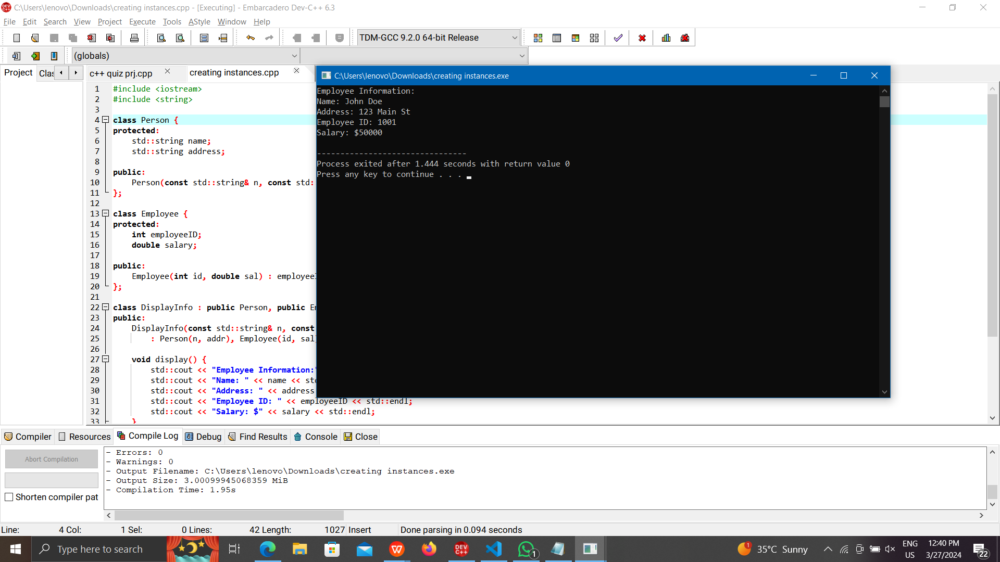 C:\Users\lenovo\Downloads\creating instances.cpp - [Executing] - Embarcadero Dev-C++ 6.3
File Edit Search View Project Execute Tools AStyle Window Help
TDM-GCC 9.2.0 64-bit Release
(globals)
Project Clas c++ quiz prj.cpp creating instances.cpp
C:\Users\lenovo\Downloads\creating instances.exe
Employee Information:
Name: John Doe
Address: 123 Main St
Employee ID: 1001
Salary: $50000
--------------------------------
Process exited after 1.444 seconds with return value 0
Press any key to continue . . .
1 #include <iostream>
2 #include <string>
3
4 class Person {
5 protected:
6 std::string name;
7 std::string address;
8
9 public:
10 Person(const std::string& n, const std:
11 };
12
13 class Employee {
14 protected:
15 int employeeID;
16 double salary;
17
18 public:
19 Employee(int id, double sal) : employeeI
20 };
21
22 class DisplayInfo : public Person, public Em
23 public:
24 DisplayInfo(const std::string& n, const
25 : Person(n, addr), Employee(id, sal)
26
27 void display() {
28 std::cout << "Employee Information:"
29 std::cout << "Name: " << name << std
30 std::cout << "Address: " << address
31 std::cout << "Employee ID: " << employeeID << std::endl;
32 std::cout << "Salary: $" << salary << std::endl;
33 }
Compiler Resources Compile Log Debug Find Results Console Close
Abort Compilation
Shorten compiler pat
- Errors: 0
- Warnings: 0
- Output Filename: C:\Users\lenovo\Downloads\creating instances.exe
- Output Size: 3.00099945068359 MiB
- Compilation Time: 1.95s
Line: 4 Col: 1 Sel: 0 Lines: 42 Length: 1027 Insert Done parsing in 0.094 seconds
Type here to search
DEV C++
1
1
35°C Sunny
ENG
US
12:40 PM
3/27/2024
22